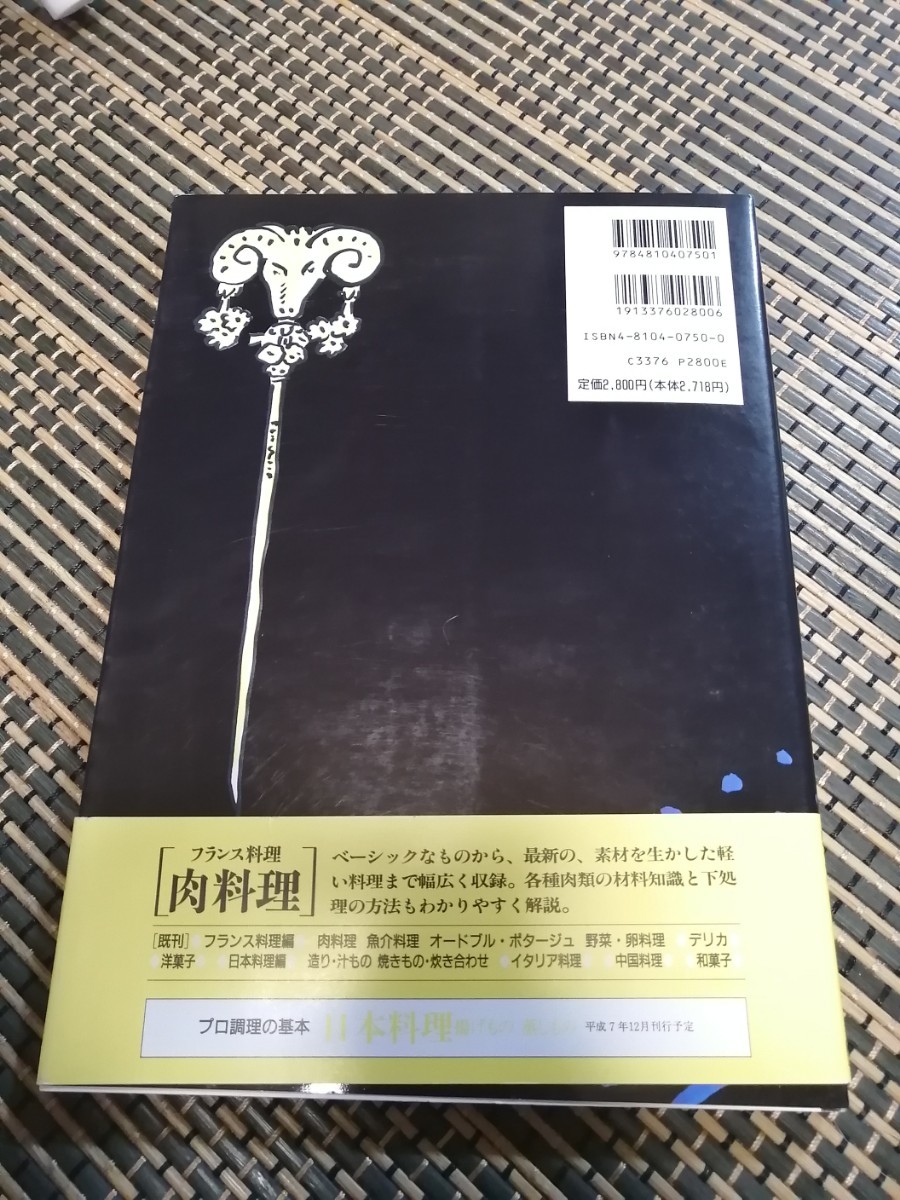 9784810407501
1913376028006
ISBN4-8104-0750-0
C3376 P2800E
定価2,800円(本体2,718円)
フランス料理
[肉料理]
ベーシックなものから、最新の、素材を生かした軽
い料理まで幅広く収録。各種肉類の材料知識と下処
理の方法もわかりやすく解説。
[既刊] フランス料理編 肉料理 魚介料理 オードブル・ポタージュ 野菜・卵料理 デリカ
洋菓子 日本料理編 造り・汁もの 焼きもの・炊き合わせ イタリア料理 中国料理 和菓子
プロ調理の基本 日本料理編 平成7年12月刊行予定